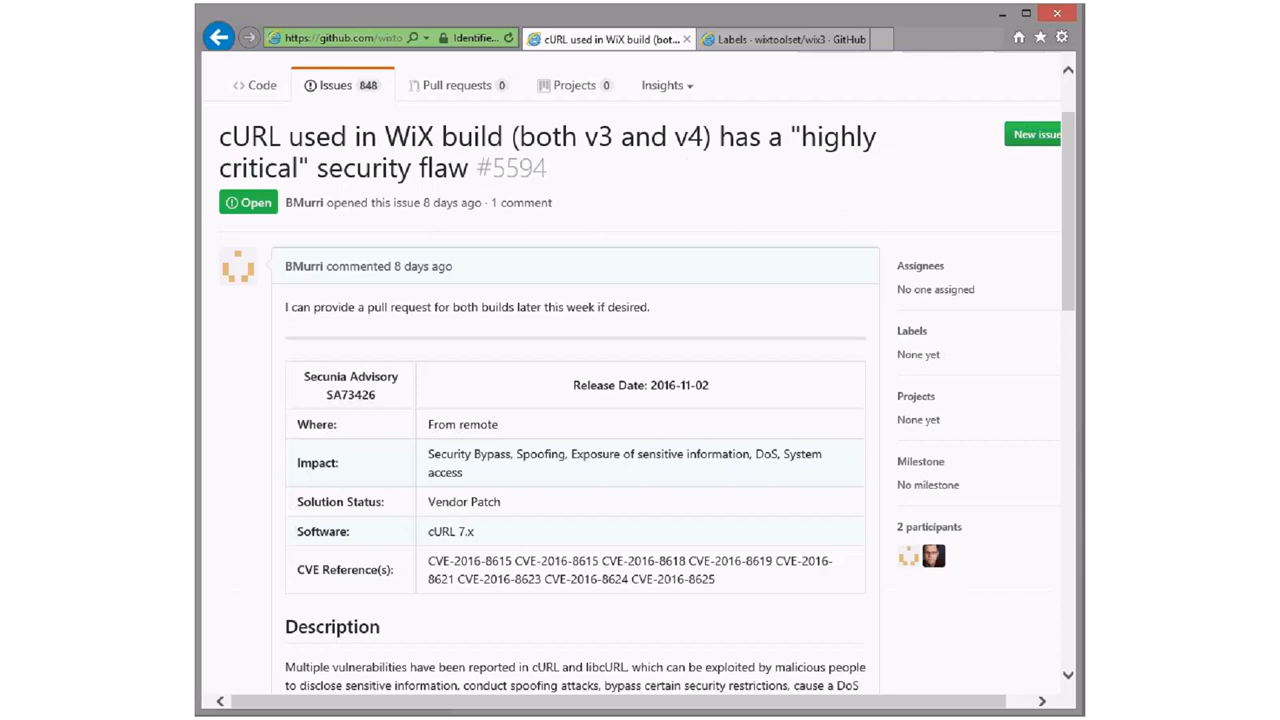 https://github.com/wixto
Identifie...
cURL used in WiX build (bot...
Labels · wixtoolset/wix3 · GitHub
Code
Issues 848
Pull requests 0
Projects 0
Insights
cURL used in WiX build (both v3 and v4) has a "highly
critical" security flaw #5594
New issue
Open
BMurri opened this issue 8 days ago · 1 comment
BMurri commented 8 days ago
I can provide a pull request for both builds later this week if desired.
Secunia Advisory
SA73426
Release Date: 2016-11-02
Where:
From remote
Impact:
Security Bypass, Spoofing, Exposure of sensitive information, DoS, System
access
Solution Status:
Vendor Patch
Software:
cURL 7.x
CVE Reference(s):
CVE-2016-8615 CVE-2016-8615 CVE-2016-8618 CVE-2016-8619 CVE-2016-
8621 CVE-2016-8623 CVE-2016-8624 CVE-2016-8625
Description
Multiple vulnerabilities have been reported in cURL and libcURL, which can be exploited by malicious people
to disclose sensitive information, conduct spoofing attacks, bypass certain security restrictions, cause a DoS
Assignees
No one assigned
Labels
None yet
Projects
None yet
Milestone
No milestone
2 participants